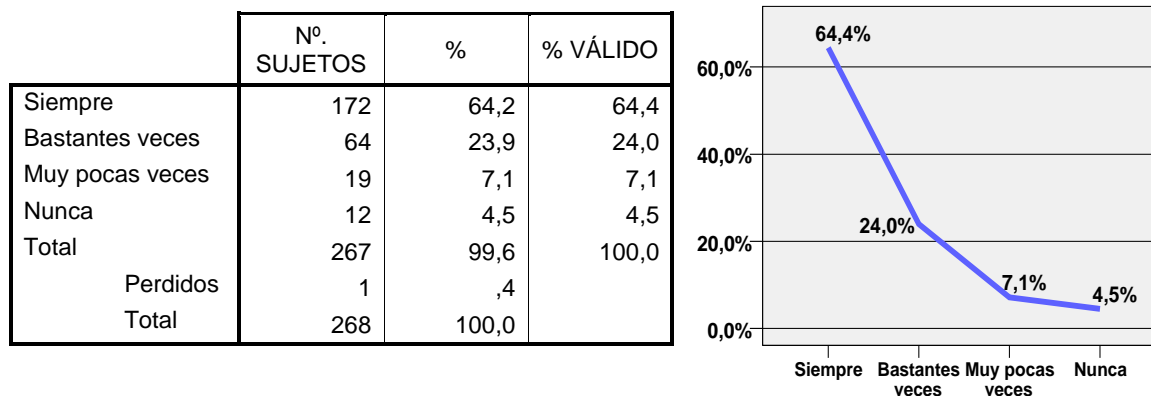 Nº. SUJETOS % % VÁLIDO
Siempre 172 64,2 64,4
Bastantes veces 64 23,9 24,0
Muy pocas veces 19 7,1 7,1
Nunca 12 4,5 4,5
Total 267 99,6 100,0
Perdidos 1 ,4
Total 268 100,0
64,4%
60,0%
40,0%
24,0%
20,0%
7,1%
4,5%
0,0%
Siempre Bastantes veces Muy pocas veces Nunca